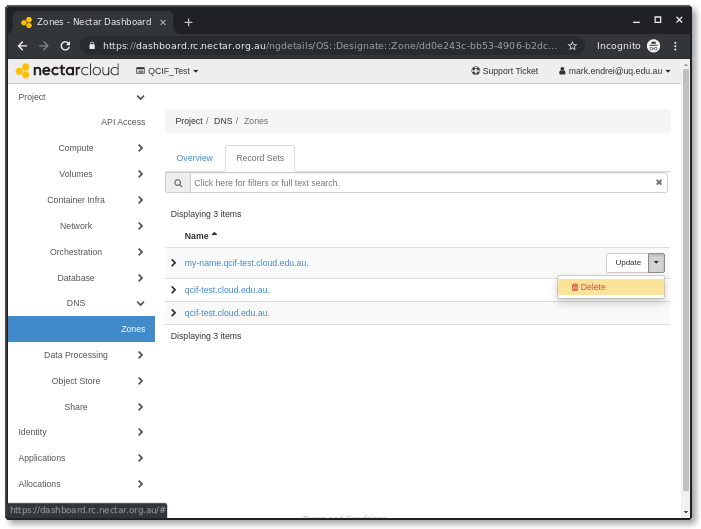 Zones - Nectar Dashboard
https://dashboard.rc.nectar.org.au/ngdetails/OS::Designate::Zone/dd0e243c-bb53-4906-b2dc...
Incognito
nectarcloud
QCIF_Test
Support Ticket
mark.endrei@uq.edu.au
Project
API Access
Compute
Volumes
Container Infra
Network
Orchestration
Database
DNS
Zones
Data Processing
Object Store
Share
Identity
Applications
Allocations
https://dashboard.rc.nectar.org.au/#
Project / DNS / Zones
Overview
Record Sets
Click here for filters or full text search.
Displaying 3 items
Name
my-name.qcif-test.cloud.edu.au.
Update
Delete
qcif-test.cloud.edu.au.
qcif-test.cloud.edu.au.
Displaying 3 items
Terms and Conditions